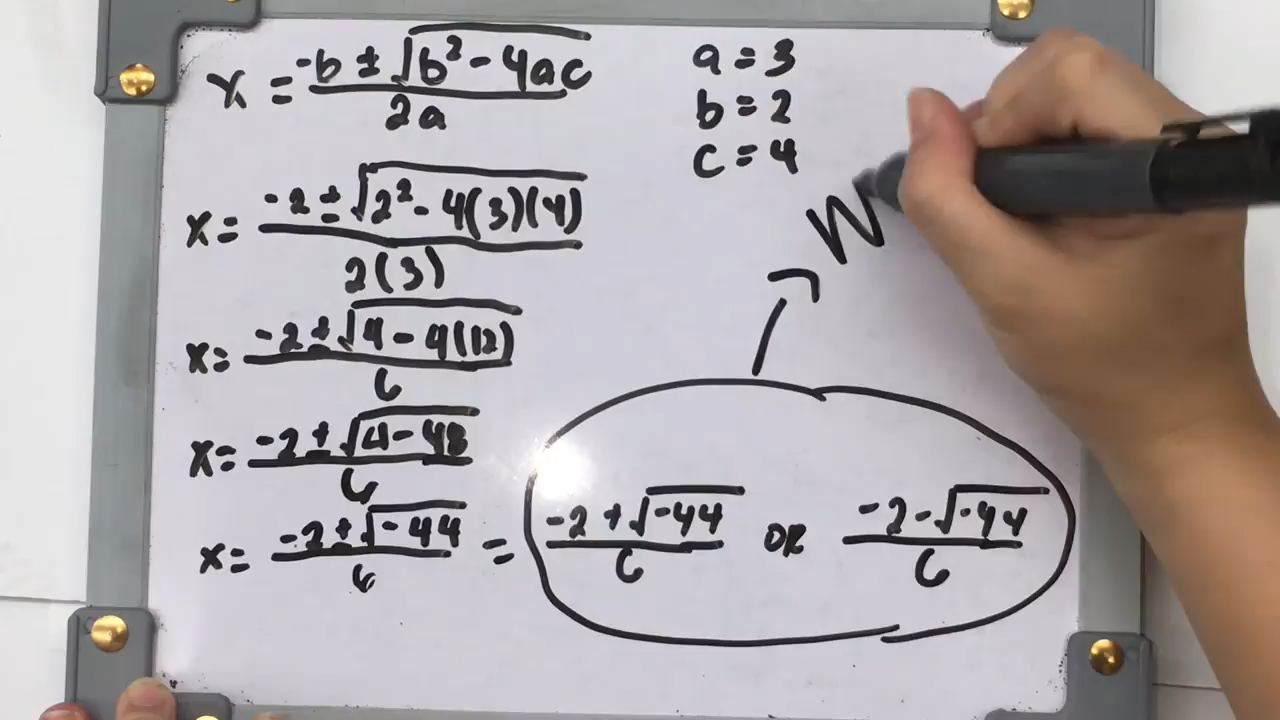 x = -b ± √b² - 4ac / 2a
a = 3
b = 2
c = 4
x = -2 ± √2² - 4(3)(4) / 2(3)
N
x = -2 ± √4 - 4(12) / 6
x = -2 ± √4 - 48 / 6
x = -2 ± √-44 / 6 = -2 + √-44 / 6 OR -2 - √-44 / 6